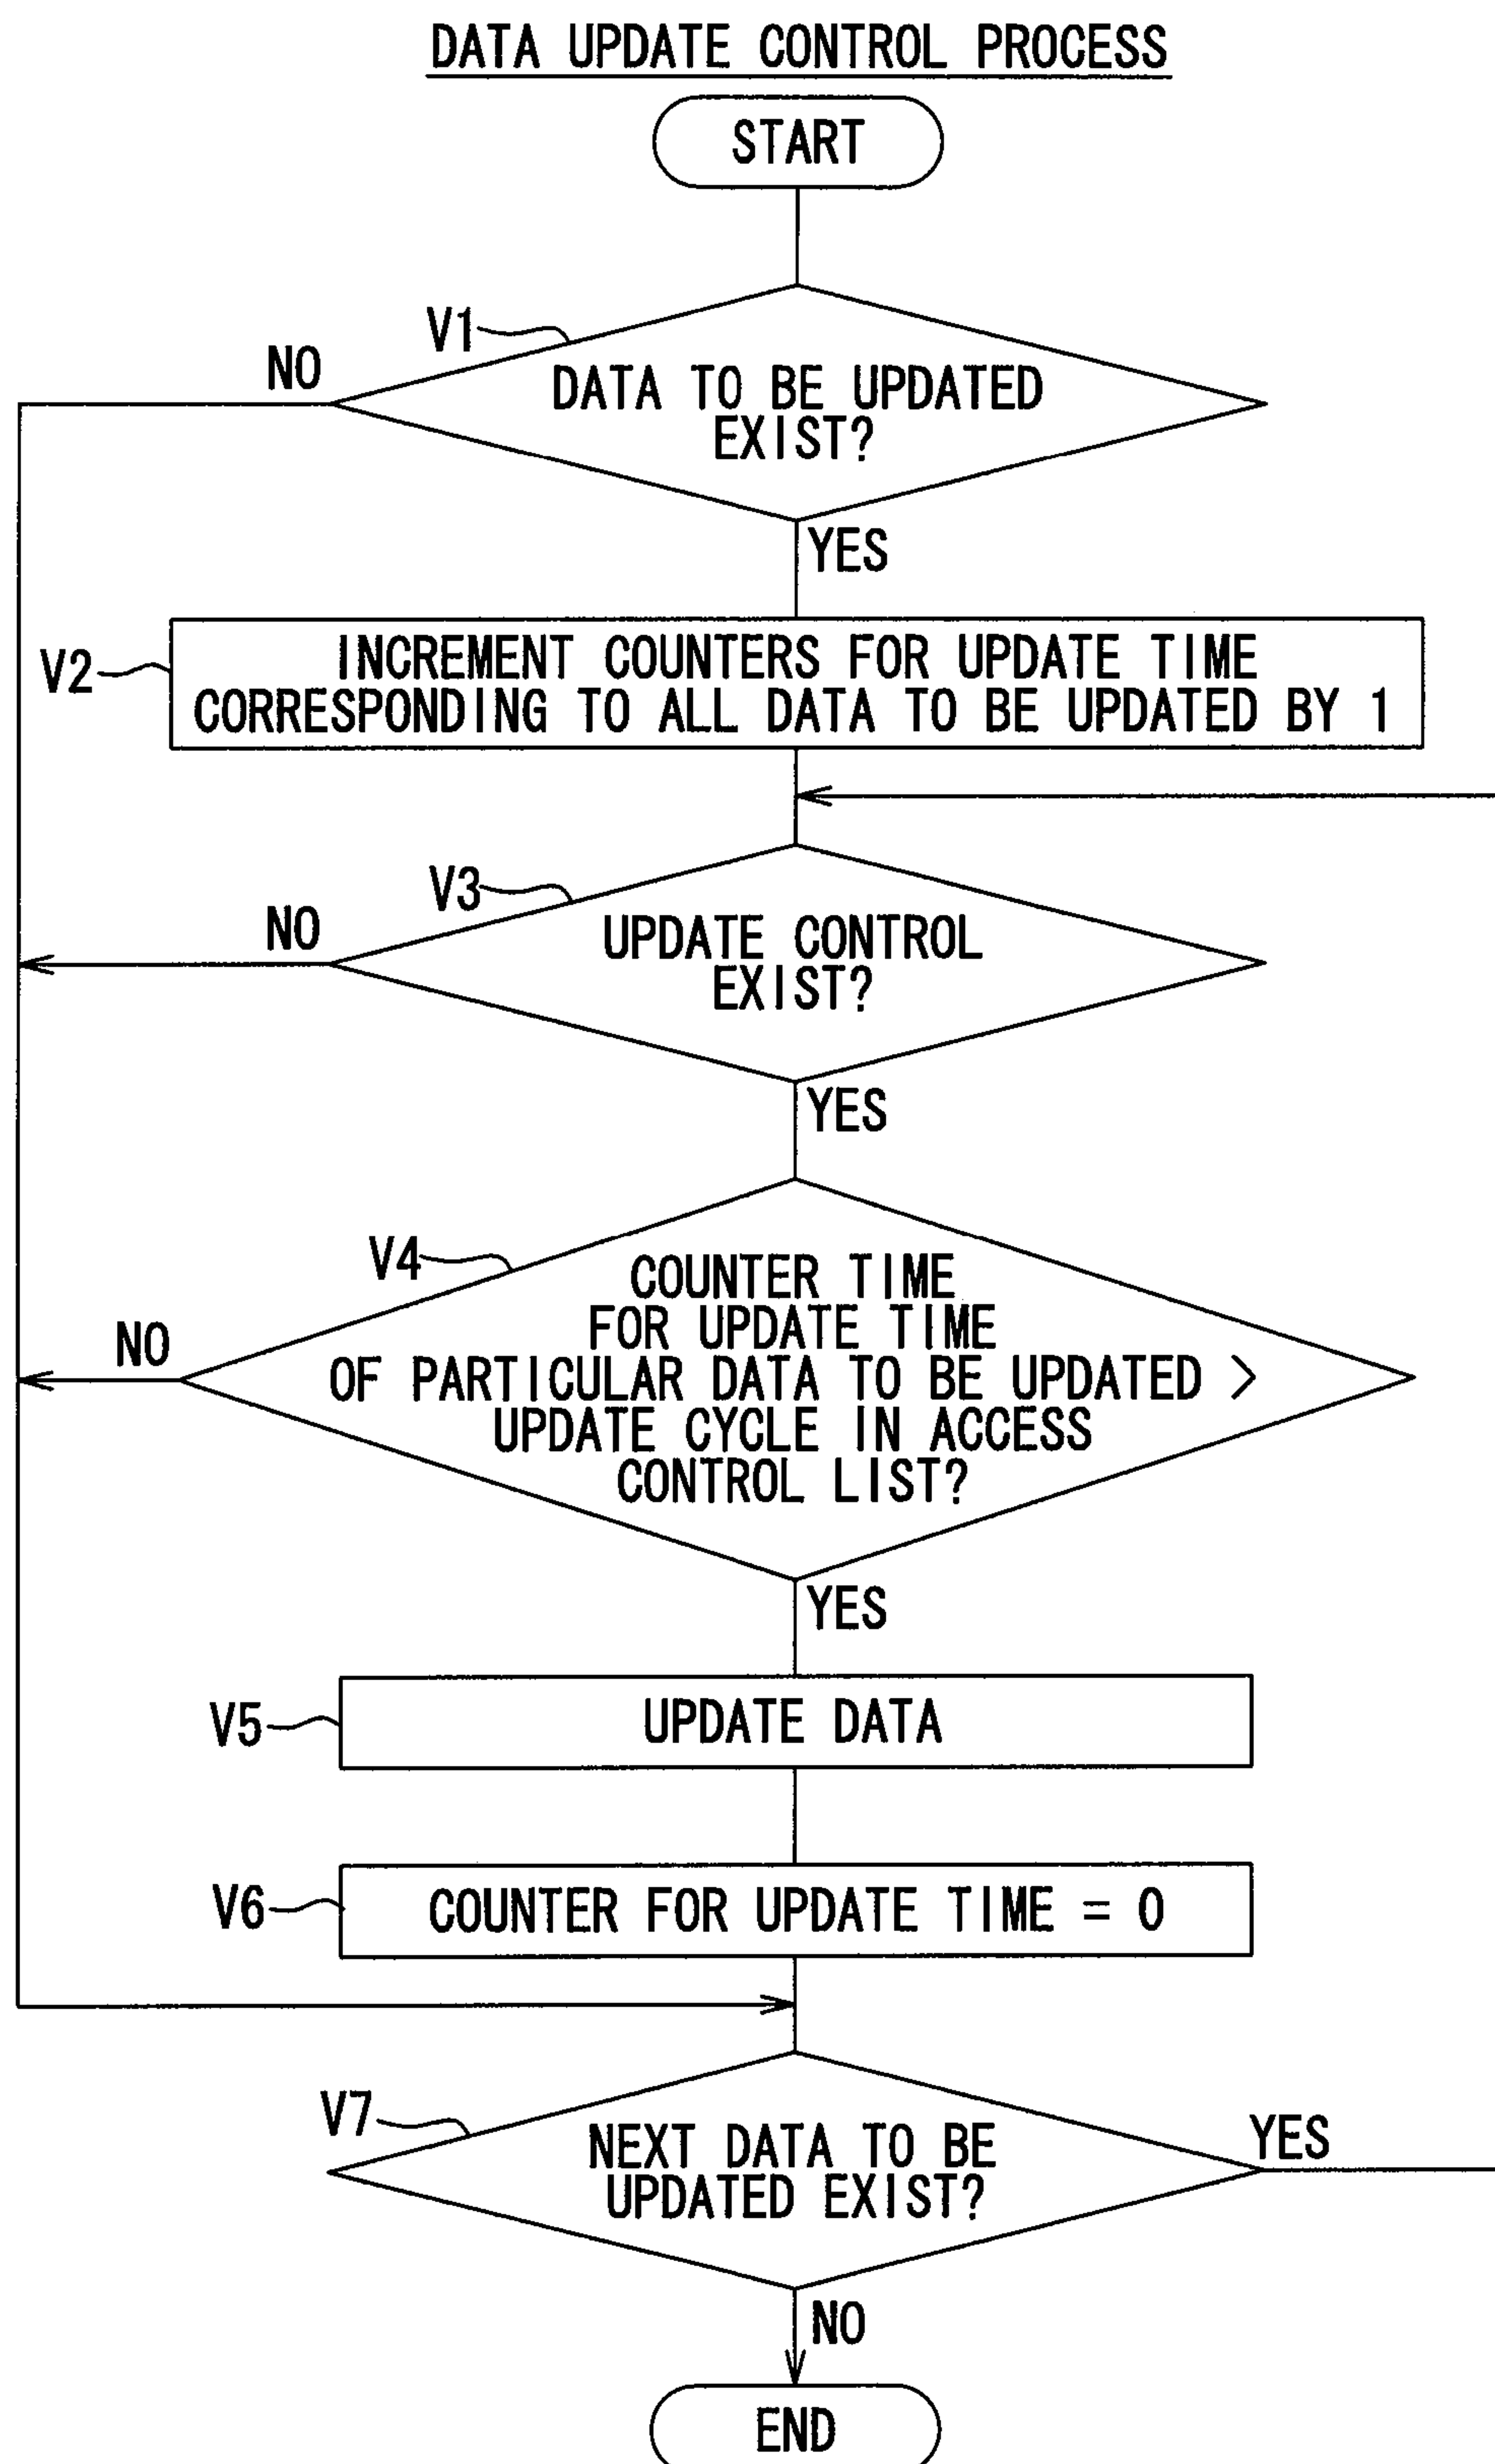 DATA UPDATE CONTROL PROCESS
START
V1
NO
DATA TO BE UPDATED
EXIST?
YES
V2
INCREMENT COUNTERS FOR UPDATE TIME
CORRESPONDING TO ALL DATA TO BE UPDATED BY 1
V3
NO
UPDATE CONTROL
EXIST?
YES
V4
NO
COUNTER TIME
FOR UPDATE TIME
OF PARTICULAR DATA TO BE UPDATED >
UPDATE CYCLE IN ACCESS
CONTROL LIST?
YES
V5
UPDATE DATA
V6
COUNTER FOR UPDATE TIME = 0
V7
NEXT DATA TO BE
UPDATED EXIST?
YES
NO
END